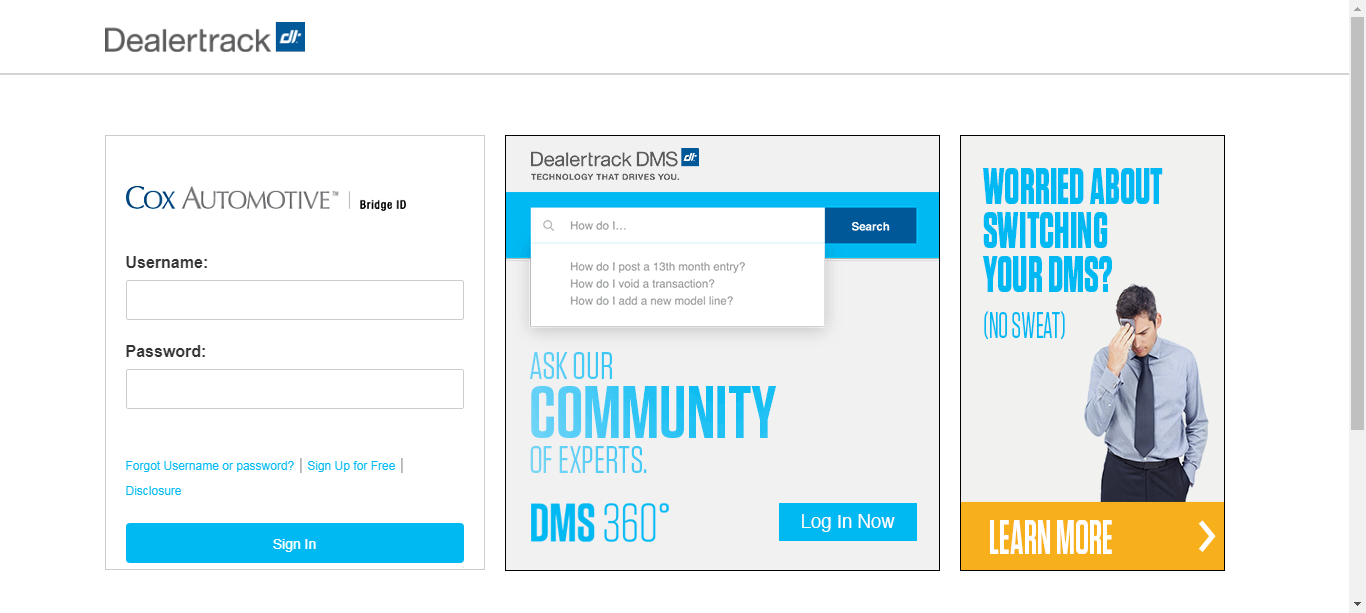 Dealertrack dt
COX AUTOMOTIVE™ | Bridge ID
Username:
Password:
Forgot Username or password? | Sign Up for Free |
Disclosure
Sign In
Dealertrack DMS dt
TECHNOLOGY THAT DRIVES YOU.
How do I...
Search
How do I post a 13th month entry?
How do I void a transaction?
How do I add a new model line?
ASK OUR
COMMUNITY
OF EXPERTS.
DMS 360°
Log In Now
WORRIED ABOUT
SWITCHING
YOUR DMS?
(NO SWEAT)
LEARN MORE